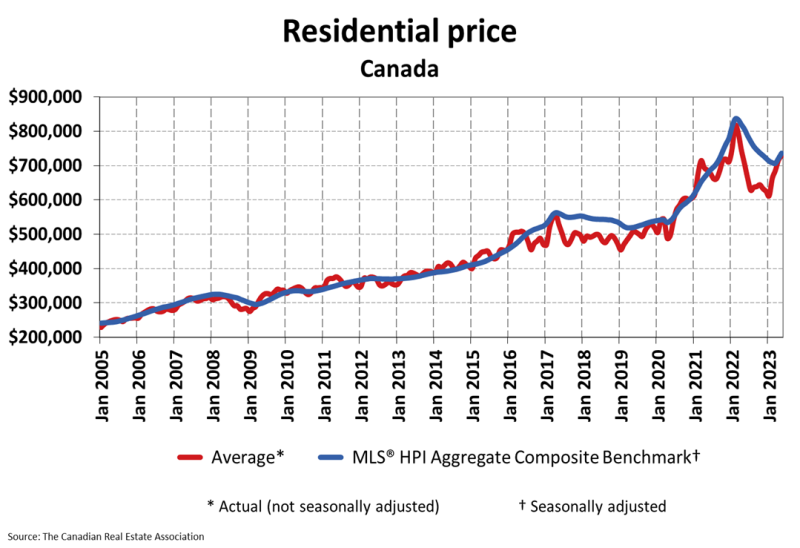 Residential price
Canada
$900,000
$800,000
$700,000
$600,000
$500,000
$400,000
$300,000
$200,000
Jan 2005
Jan 2006
Jan 2007
Jan 2008
Jan 2009
Jan 2010
Jan 2011
Jan 2012
Jan 2013
Jan 2014
Jan 2015
Jan 2016
Jan 2017
Jan 2018
Jan 2019
Jan 2020
Jan 2021
Jan 2022
Jan 2023
Average* MLS® HPI Aggregate Composite Benchmark†
* Actual (not seasonally adjusted) † Seasonally adjusted
Source: The Canadian Real Estate Association